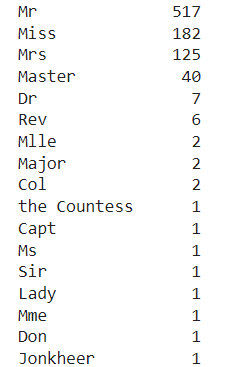 Mr 517
Miss 182
Mrs 125
Master 40
Dr 7
Rev 6
Mlle 2
Major 2
Col 2
the Countess 1
Capt 1
Ms 1
Sir 1
Lady 1
Mme 1
Don 1
Jonkheer 1